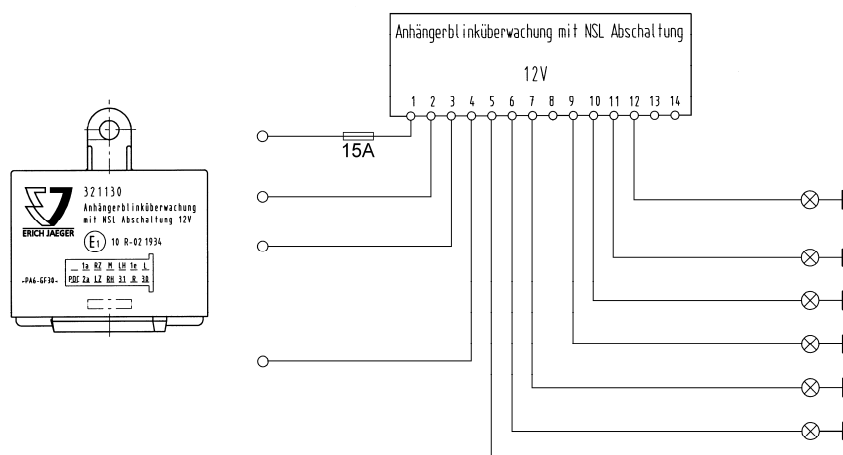 Anhängerblinküberwachung mit NSL Abschaltung
12V
1 2 3 4 5 6 7 8 9 10 11 12 13 14
15A
321130
Anhängerblinküberwachung
mit NSL Abschaltung 12V
ERICH JAEGER
E1 10 R-02 1934
1a RZ M LH 1e L
-PA6-GF30- PDC 2a LZ RH 31 R 30